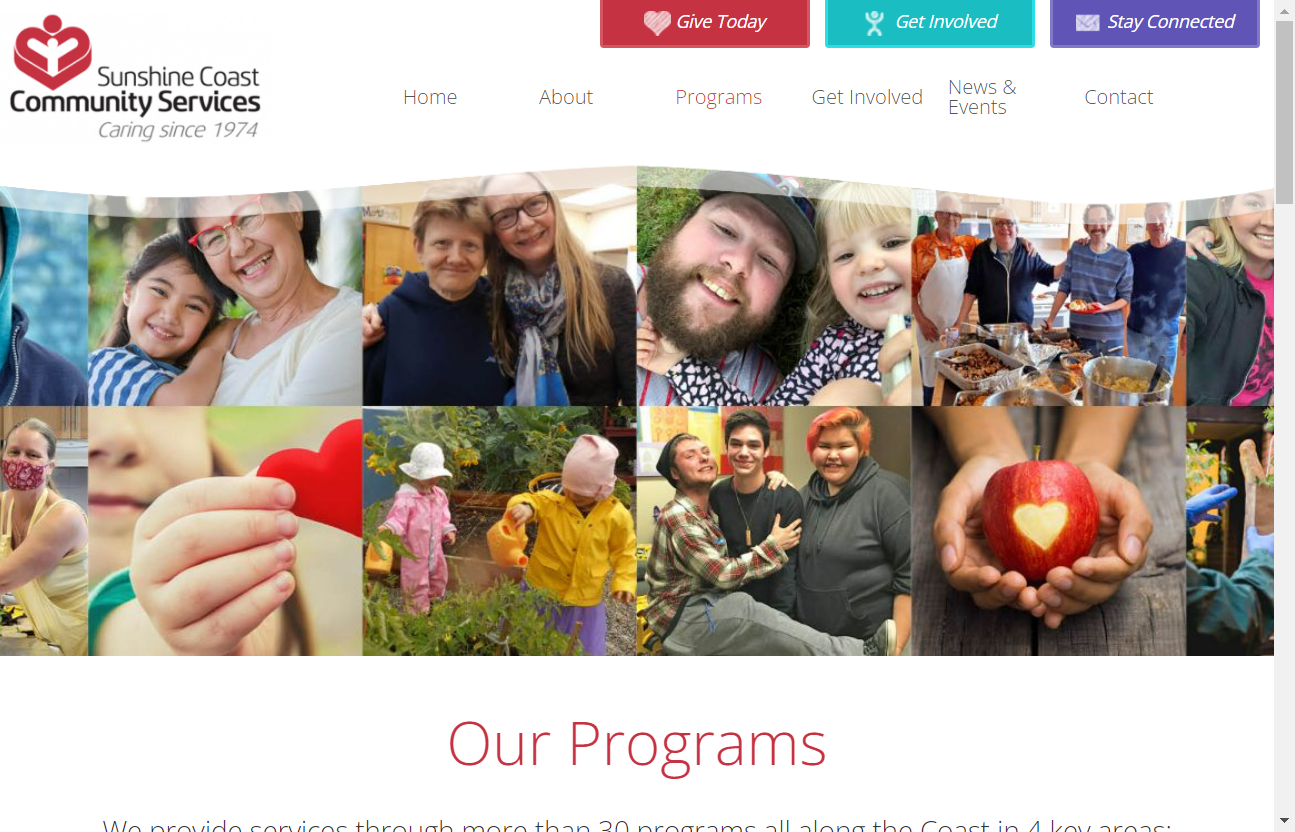 Give Today
Get Involved
Stay Connected
Sunshine Coast
Community Services
Caring since 1974
Home
About
Programs
Get Involved
News &
Events
Contact
Our Programs
We provide services through more than 30 programs all along the Coast in 4 key areas: